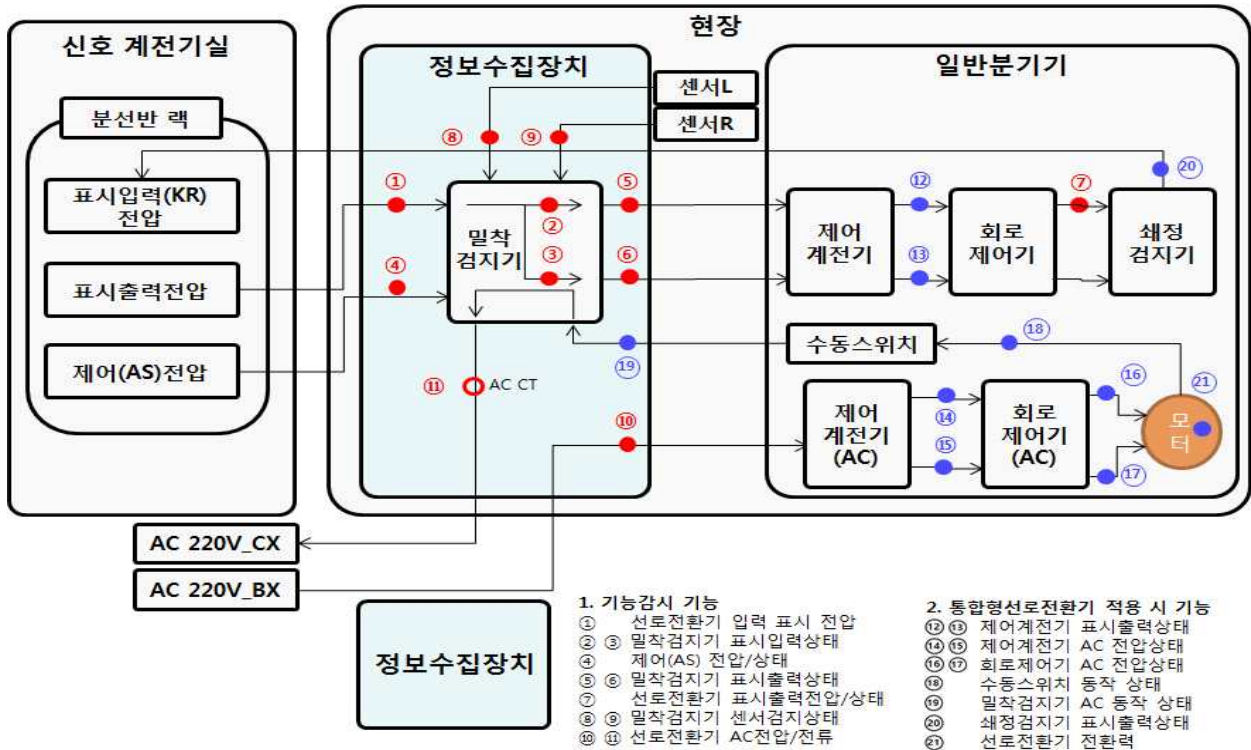 현장
신호 계전기실
정보수집장치
일반분기기
센서L
센서R
분선반 랙
⑧
⑨
⑳
표시입력(KR)
전압
①
⑤
⑫
⑦
②
밀착
검지기
제어
계전기
회로
제어기
쇄정
검지기
④
③
⑥
⑬
표시출력전압
⑱
수동스위치
제어(AS)전압
⑲
⑯
㉑
⑪
AC CT
⑩
제어
계전기
(AC)
⑭
⑮
회로
제어기
(AC)
모
터
⑰
AC 220V_CX
AC 220V_BX
정보수집장치
1. 기능감시 기능
① 선로전환기 입력 표시 전압
② ③ 밀착검지기 표시입력상태
④ 제어(AS) 전압/상태
⑤ ⑥ 밀착검지기 표시출력상태
⑦ 선로전환기 표시출력전압/상태
⑧ ⑨ 밀착검지기 센서검지상태
⑩ ⑪ 선로전환기 AC전압/전류
2. 통합형선로전환기 적용 시 기능
⑫⑬ 제어계전기 표시출력상태
⑭⑮ 제어계전기 AC 전압상태
⑯⑰ 회로제어기 AC 전압상태
⑱ 수동스위치 동작 상태
⑲ 밀착검지기 AC 동작 상태
⑳ 쇄정검지기 표시출력상태
㉑ 선로전환기 전환력